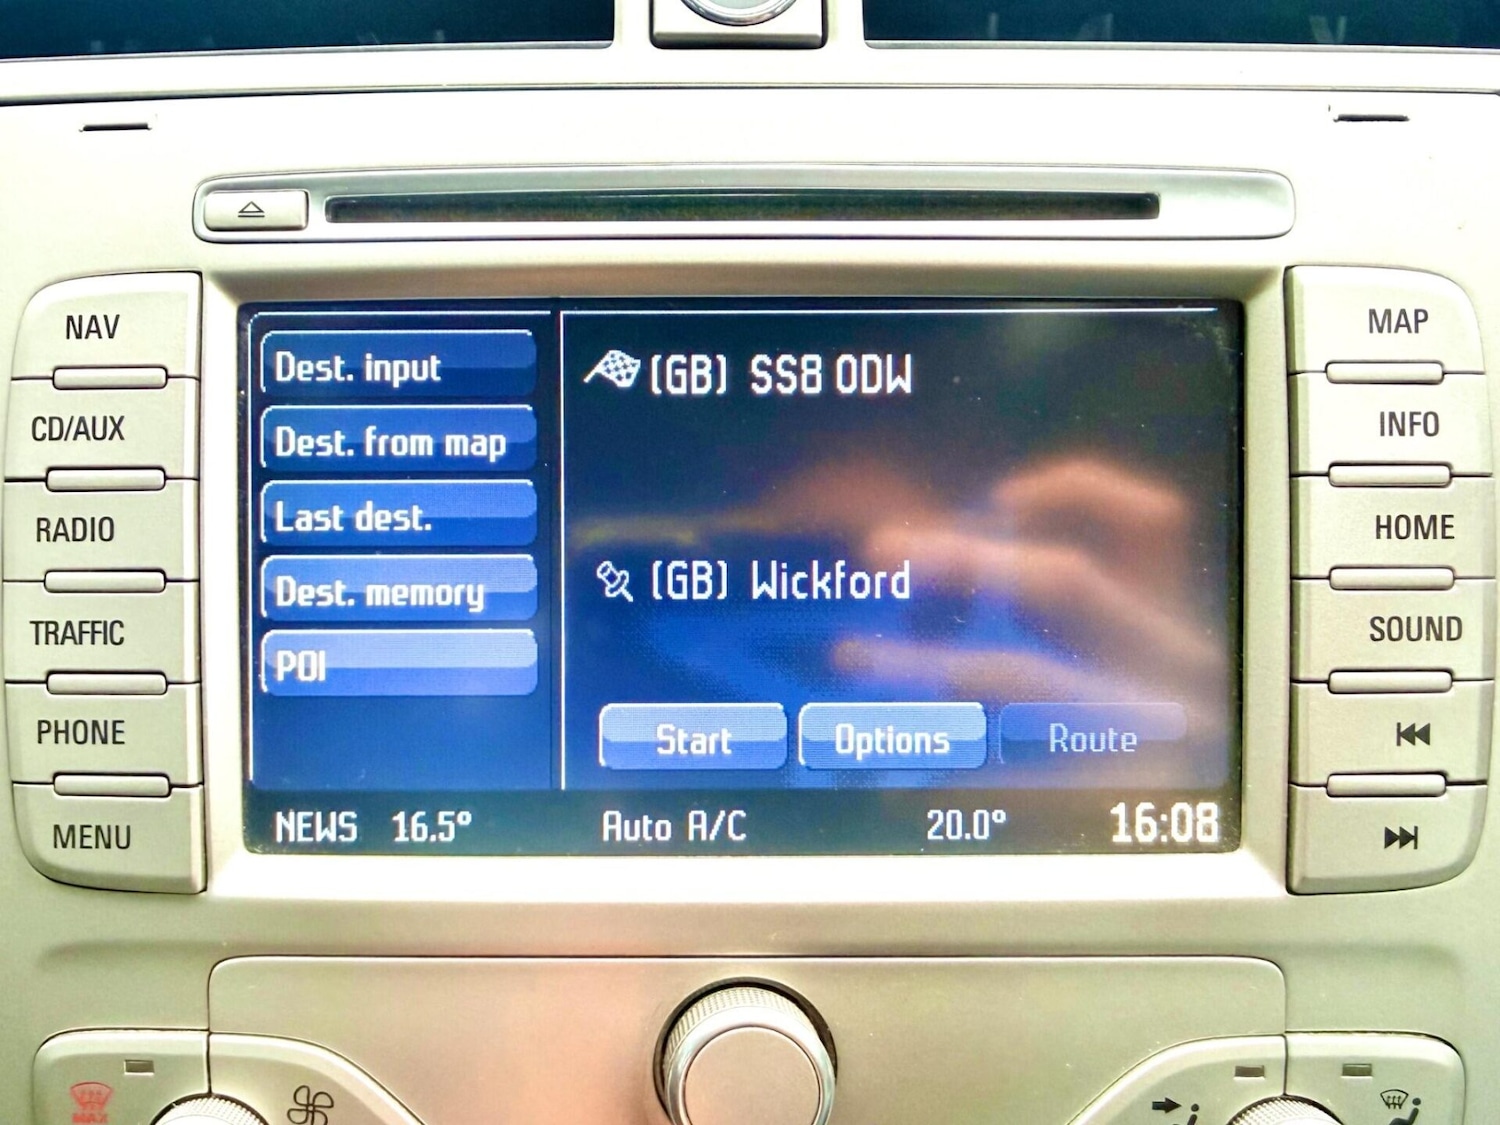 NAV
CD/AUX
RADIO
TRAFFIC
PHONE
MENU
Dest. input
Dest. from map
Last dest.
Dest. memory
POI
(GB) SS8 0DW
(GB) Wickford
Start Options Route
NEWS 16.5° Auto A/C 20.0° 16:08
MAP
INFO
HOME
SOUND
MAX